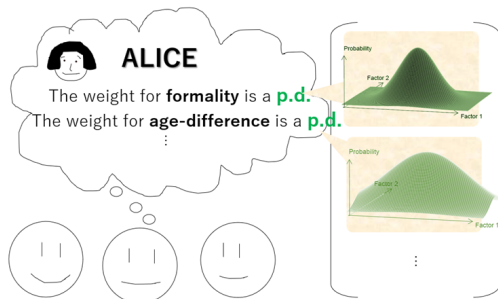 ALICE
The weight for formality is a p.d.
The weight for age-difference is a p.d.
⋮
Probability
Factor 2
Factor 1
Probability
Factor 2
Factor 1
⋮